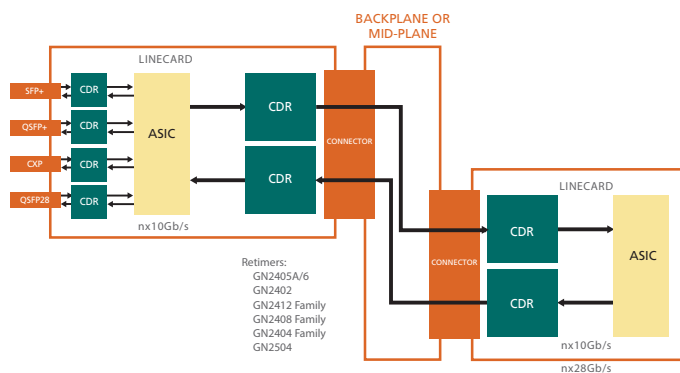 BACKPLANE OR
MID-PLANE
LINECARD
SFP+
CDR
QSFP+
CDR
CXP
CDR
QSFP28
CDR
ASIC
CDR
CDR
CONNECTOR
nx10Gb/s
Retimers:
GN2405A/6
GN2402
GN2412 Family
GN2408 Family
GN2404 Family
GN2504
LINECARD
CONNECTOR
CDR
CDR
ASIC
nx10Gb/s
nx28Gb/s